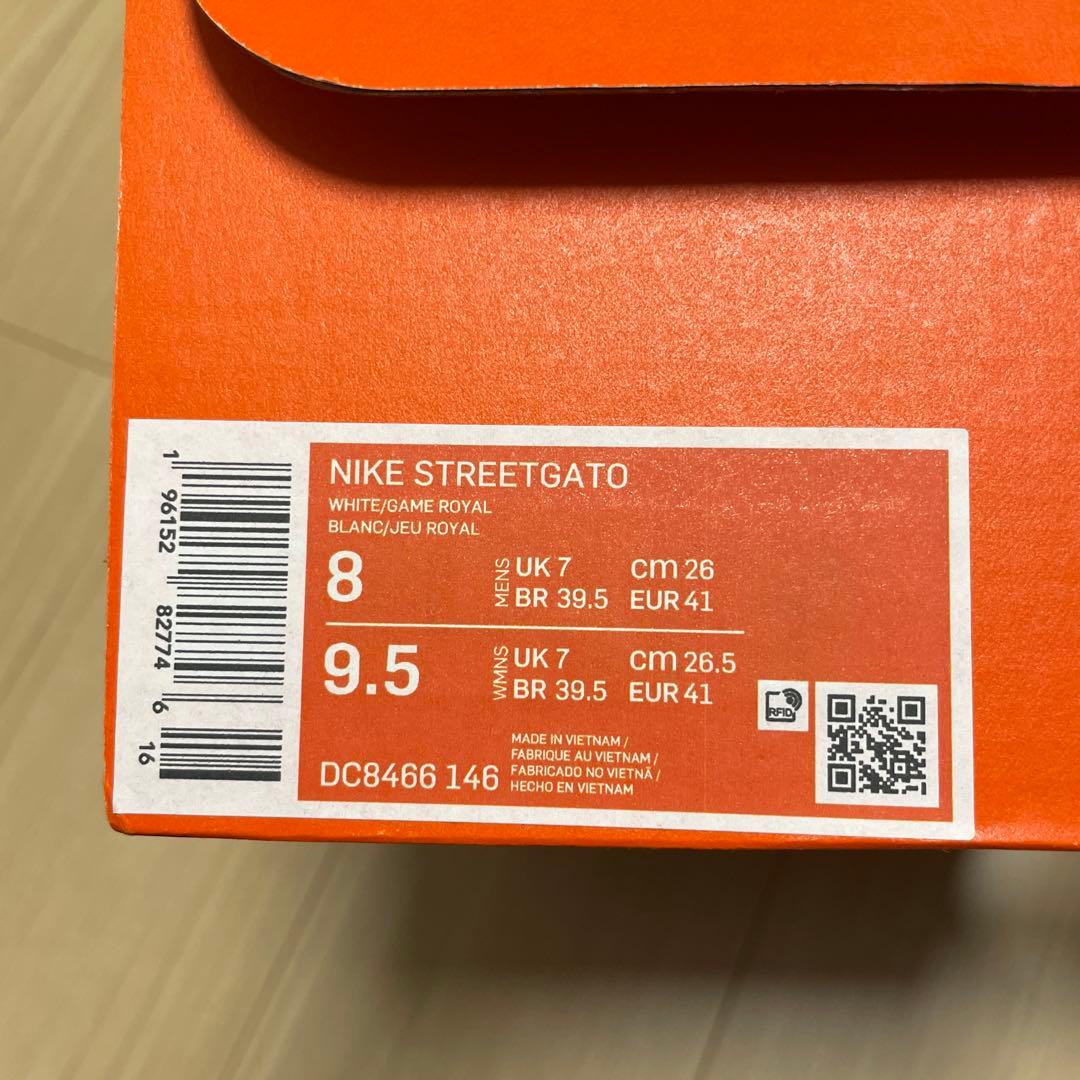 NIKE STREETGATO
WHITE/GAME ROYAL
BLANC/JEU ROYAL
8
MENS
UK 7 cm 26
BR 39.5 EUR 41
9.5
WMNS
UK 7 cm 26.5
BR 39.5 EUR 41
DC8466 146
MADE IN VIETNAM /
FABRIQUE AU VIETNAM /
FABRICADO NO VIETNÃ /
HECHO EN VIETNAM
RFID
1 96152 82774 6 16